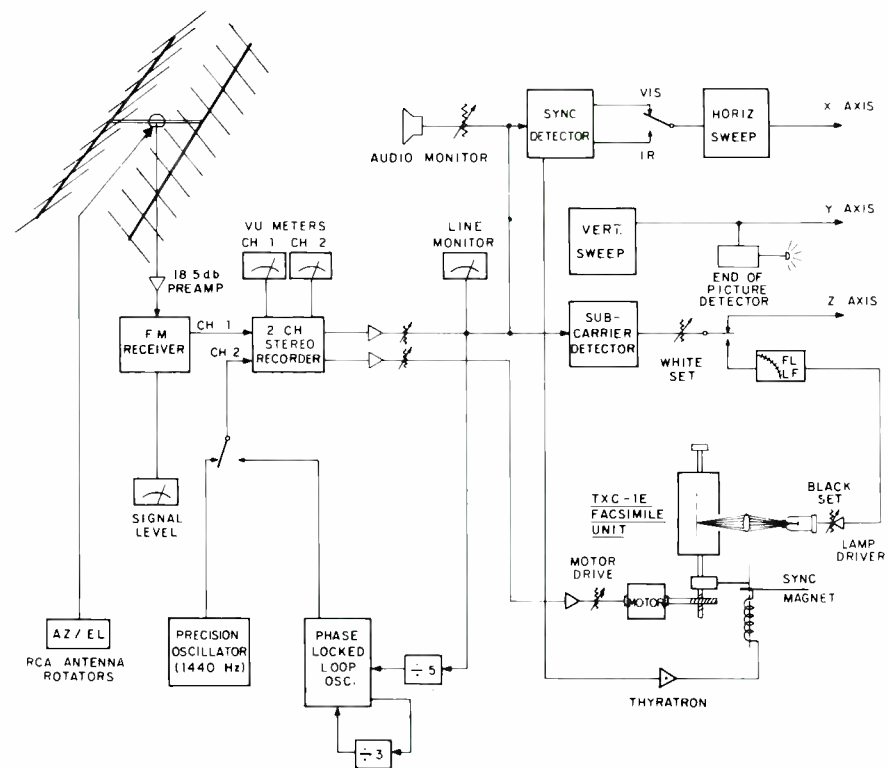 VIS
SYNC
DETECTOR
HORIZ
SWEEP
X AXIS
AUDIO MONITOR
IR
VU METERS
CH 1 CH 2
LINE
MONITOR
VERT.
SWEEP
Y AXIS
END OF
PICTURE
DETECTOR
18 5db
PREAMP
Z AXIS
FM
RECEIVER
CH 1
CH 2
2 CH
STEREO
RECORDER
SUB-
CARRIER
DETECTOR
WHITE
SET
FL
LF
SIGNAL
LEVEL
TXC-1E
FACSIMILE
UNIT
BLACK
SET
LAMP
DRIVER
MOTOR
DRIVE
MOTOR
SYNC
MAGNET
AZ/EL
RCA ANTENNA
ROTATORS
PRECISION
OSCILLATOR
(1440 Hz)
PHASE
LOCKED
LOOP
OSC.
÷5
÷3
THYRATRON